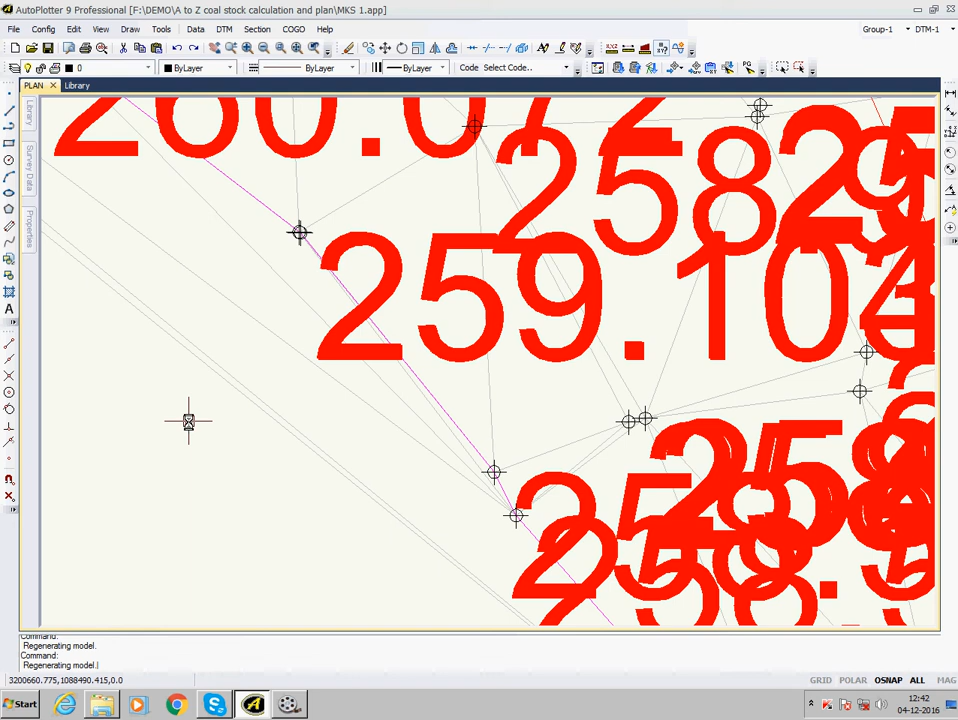 AutoPlotter 9 Professional [F:\DEMO\A to Z coal stock calculation and plan\MKS 1.app]
File Config Edit View Draw Tools Data DTM Section COGO Help
Group-1 DTM-1
0 ByLayer ByLayer ByLayer Code Select Code..
PLAN Library
Library
Survey Data
Properties
A
259.104
Command:
Regenerating model.
Command:
Regenerating model.
3200660.775,1088490.415,0.0
GRID POLAR OSNAP ALL MAG
Start
12:42
04-12-2016